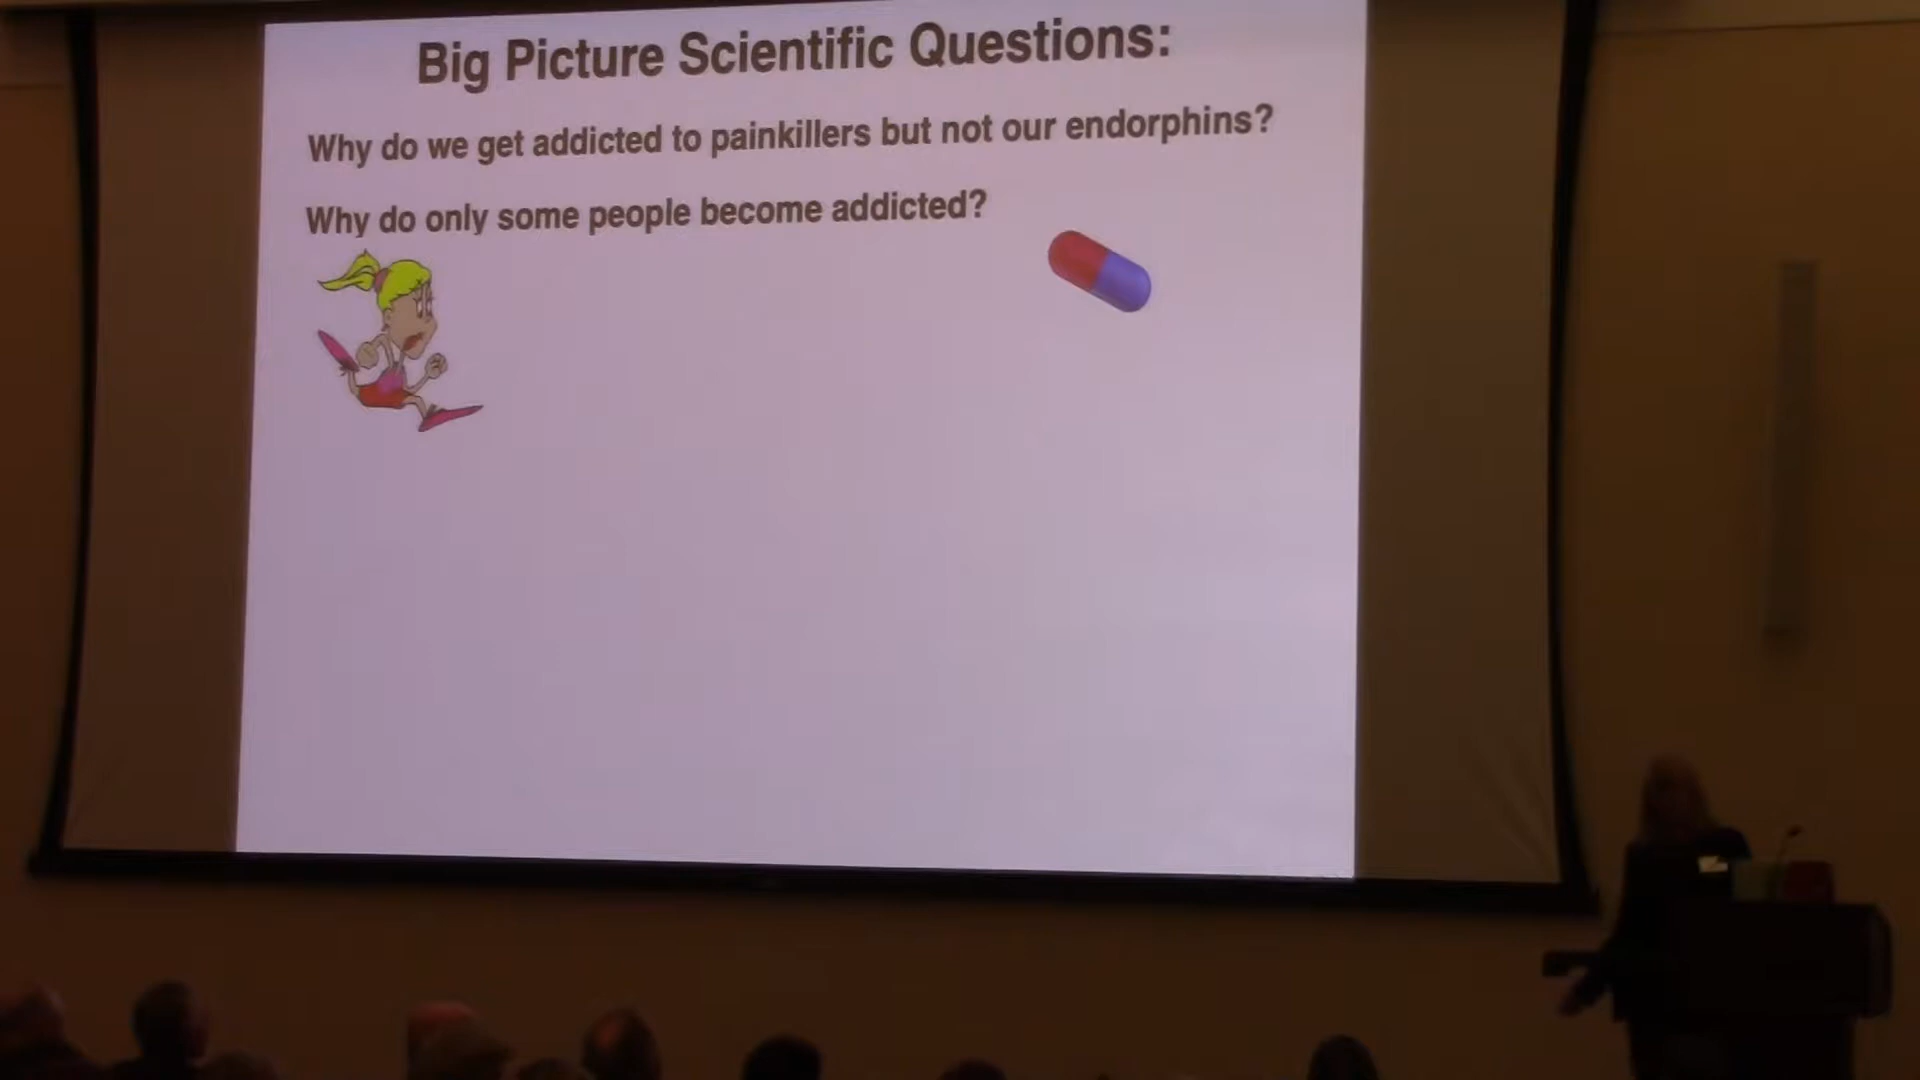 Big Picture Scientific Questions:
Why do we get addicted to painkillers but not our endorphins?
Why do only some people become addicted?